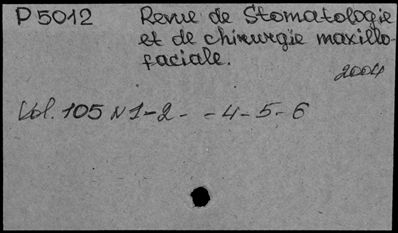 P 5012 Revue de Stomatologie
et de chirurgie maxillo-
faciale.
2004
Vol. 105 N 1-2- -4-5-6